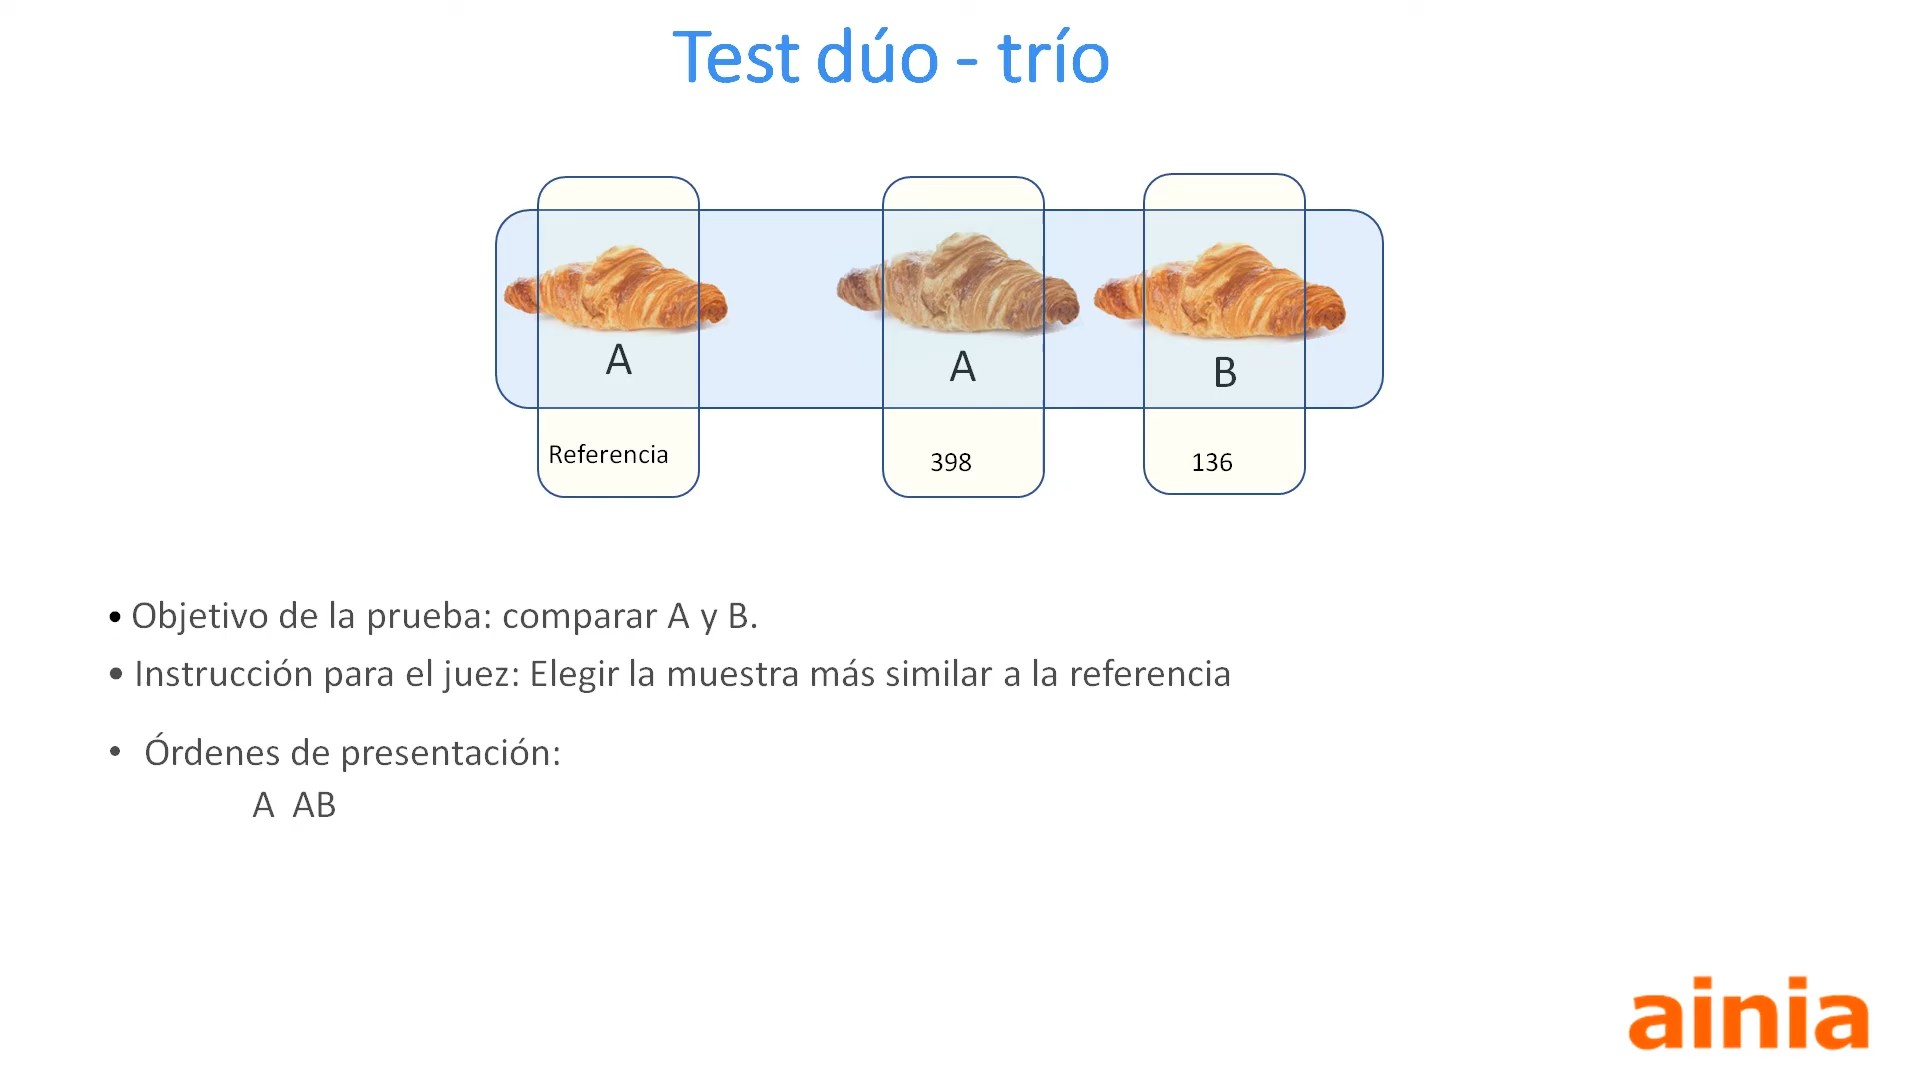 Test dúo - trío
A
A
B
Referencia
398
136
• Objetivo de la prueba: comparar A y B.
• Instrucción para el juez: Elegir la muestra más similar a la referencia
• Órdenes de presentación:
A AB
ainia